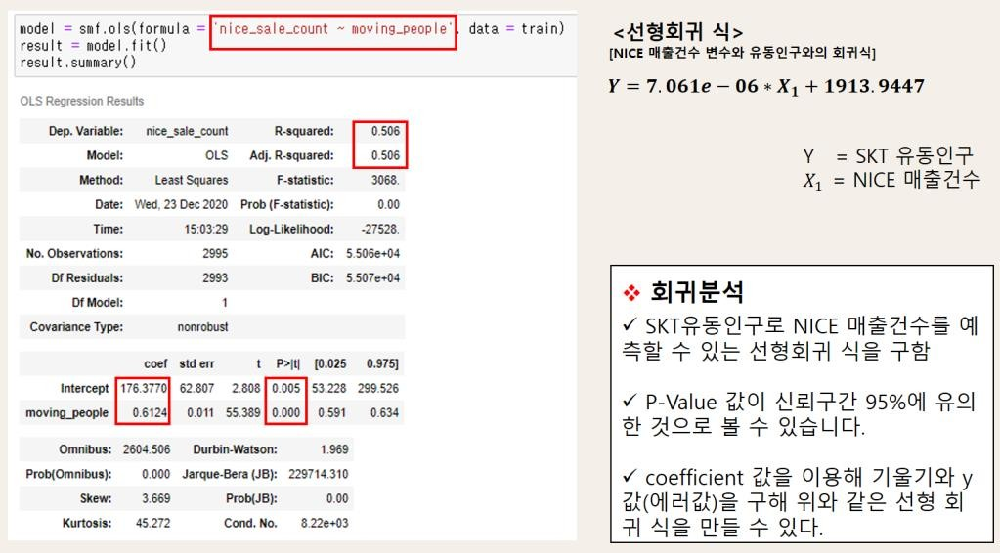 model = smf.ols(formula = 'nice_sale_count ~ moving_people', data = train)
result = model.fit()
result.summary()
OLS Regression Results
Dep. Variable: nice_sale_count R-squared: 0.506
Model: OLS Adj. R-squared: 0.506
Method: Least Squares F-statistic: 3068.
Date: Wed, 23 Dec 2020 Prob (F-statistic): 0.00
Time: 15:03:29 Log-Likelihood: -27528.
No. Observations: 2995 AIC: 5.506e+04
Df Residuals: 2993 BIC: 5.507e+04
Df Model: 1
Covariance Type: nonrobust
coef std err t P>|t| [0.025 0.975]
Intercept 176.3770 62.807 2.808 0.005 53.228 299.526
moving_people 0.6124 0.011 55.389 0.000 0.591 0.634
Omnibus: 2604.506 Durbin-Watson: 1.969
Prob(Omnibus): 0.000 Jarque-Bera (JB): 229714.310
Skew: 3.669 Prob(JB): 0.00
Kurtosis: 45.272 Cond. No. 8.22e+03
<선형회귀 식>
[NICE 매출건수 변수와 유동인구와의 회귀식]
Y = 7.061e − 06 * X₁ + 1913.9447
Y = SKT 유동인구
X₁ = NICE 매출건수
❖ 회귀분석
✓ SKT유동인구로 NICE 매출건수를 예
측할 수 있는 선형회귀 식을 구함
✓ P-Value 값이 신뢰구간 95%에 유의
한 것으로 볼 수 있습니다.
✓ coefficient 값을 이용해 기울기와 y
값(에러값)을 구해 위와 같은 선형 회
귀 식을 만들 수 있다.